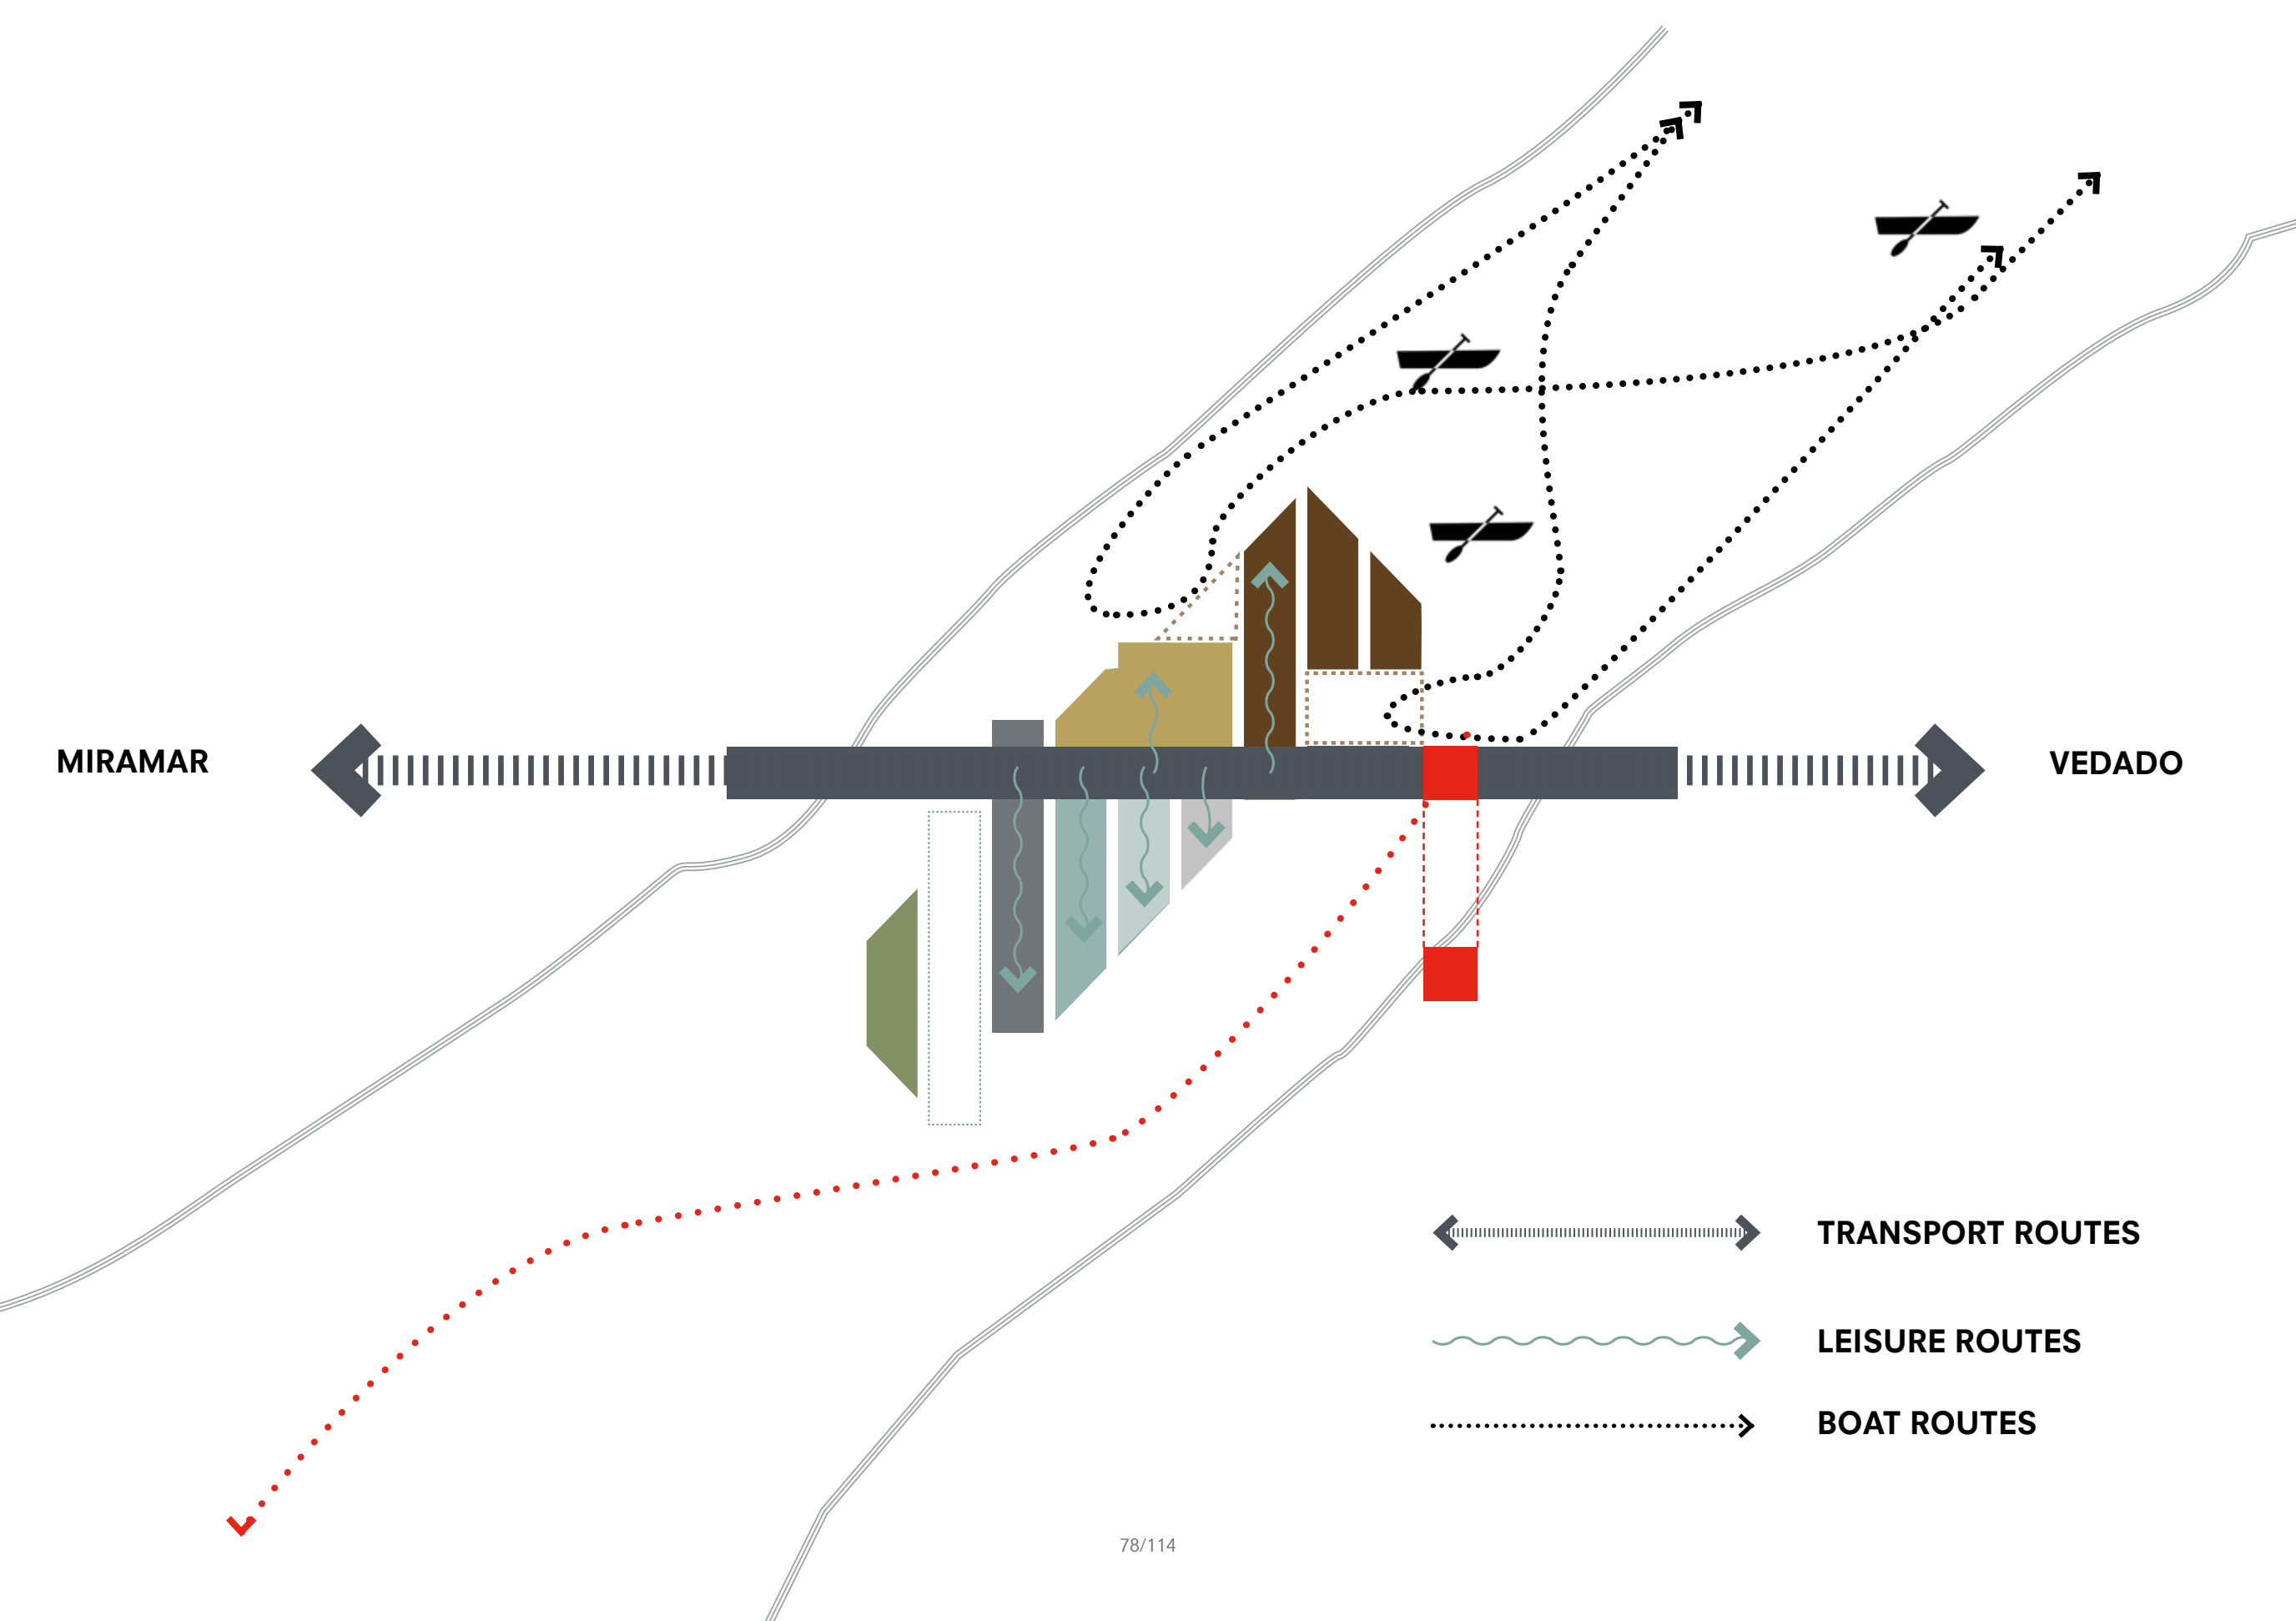 MIRAMAR
VEDADO
TRANSPORT ROUTES
LEISURE ROUTES
BOAT ROUTES
78/114